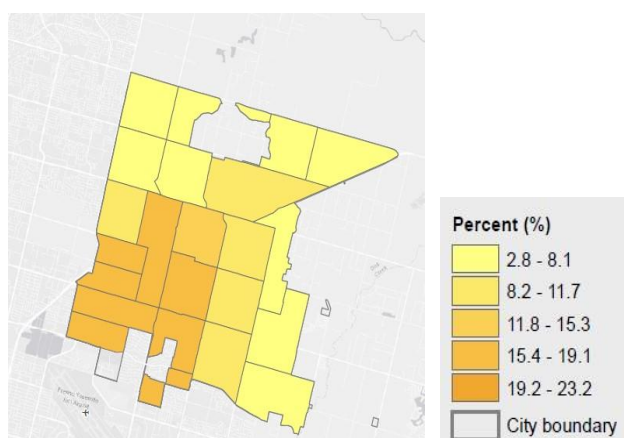 Percent (%)
2.8 - 8.1
8.2 - 11.7
11.8 - 15.3
15.4 - 19.1
19.2 - 23.2
City boundary